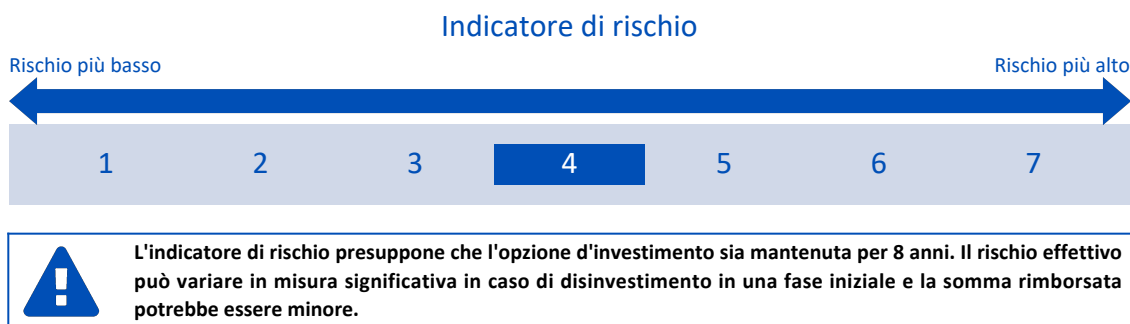 Indicatore di rischio
Rischio più basso
Rischio più alto
1 2 3 4 5 6 7
L'indicatore di rischio presuppone che l'opzione d'investimento sia mantenuta per 8 anni. Il rischio effettivo
può variare in misura significativa in caso di disinvestimento in una fase iniziale e la somma rimborsata
potrebbe essere minore.